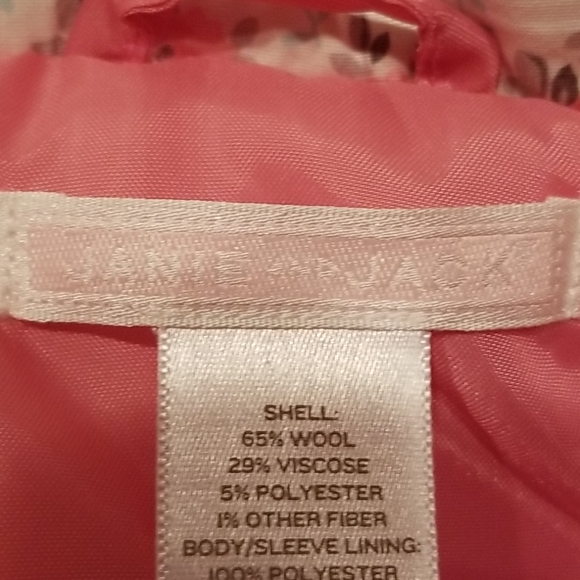 JANIE AND JACK
SHELL:
65% WOOL
29% VISCOSE
5% POLYESTER
1% OTHER FIBER
BODY/SLEEVE LINING:
100% POLYESTER